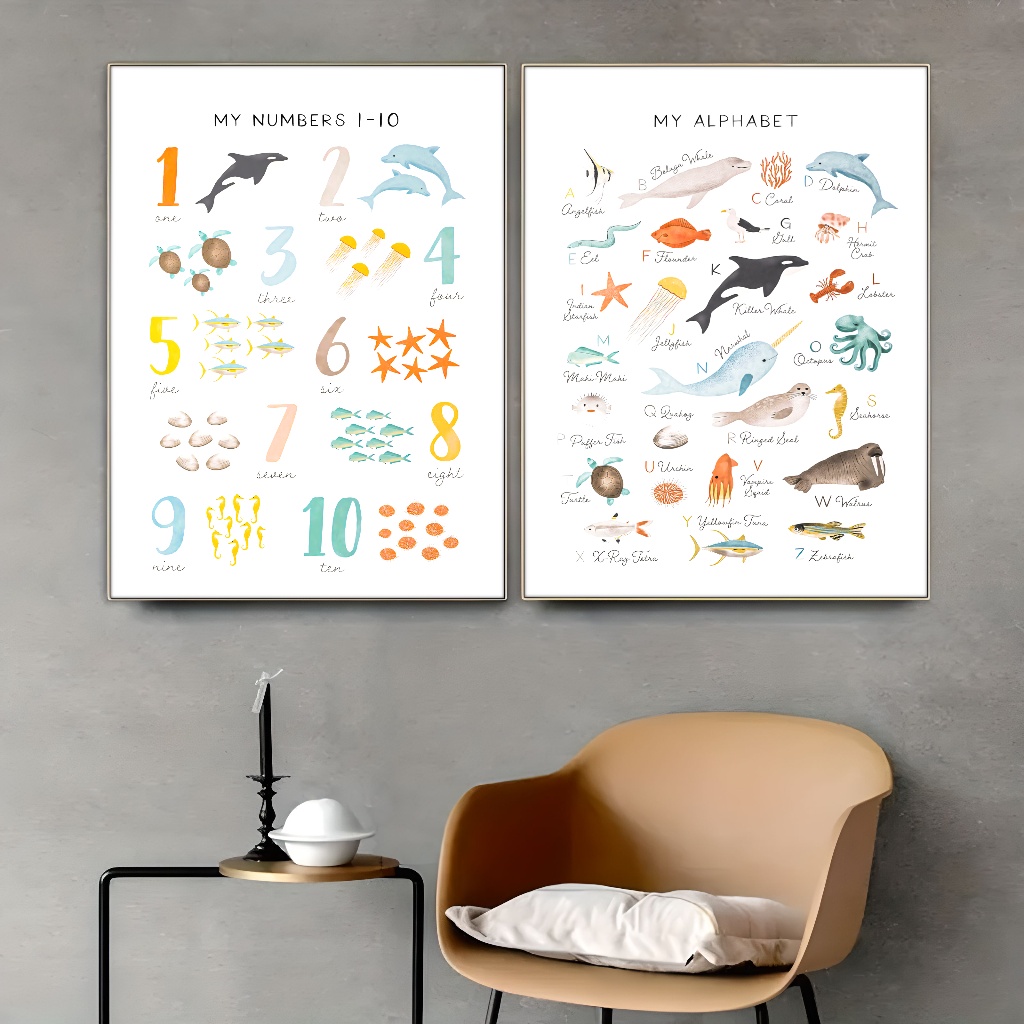 MY NUMBERS 1-10
1
one
2
two
3
three
4
four
5
five
6
six
7
seven
8
eight
9
nine
10
ten
MY ALPHABET
A
Angelfish
B Beluga Whale
C Coral
D Dolphin
E Eel
F Flounder
G
Gull
H
Hermit
Crab
I
Indian
Starfish
J
Jellyfish
K
Killer Whale
L
Lobster
M
Mahi Mahi
N Narwhal
O
Octopus
P Puffer Fish
Q Quahog
R Ringed Seal
S
Seahorse
T
Turtle
U Urchin
V
Vampire
Squid
W Walrus
X X Ray Tetra
Y Yellowfin Tuna
Z Zebrafish